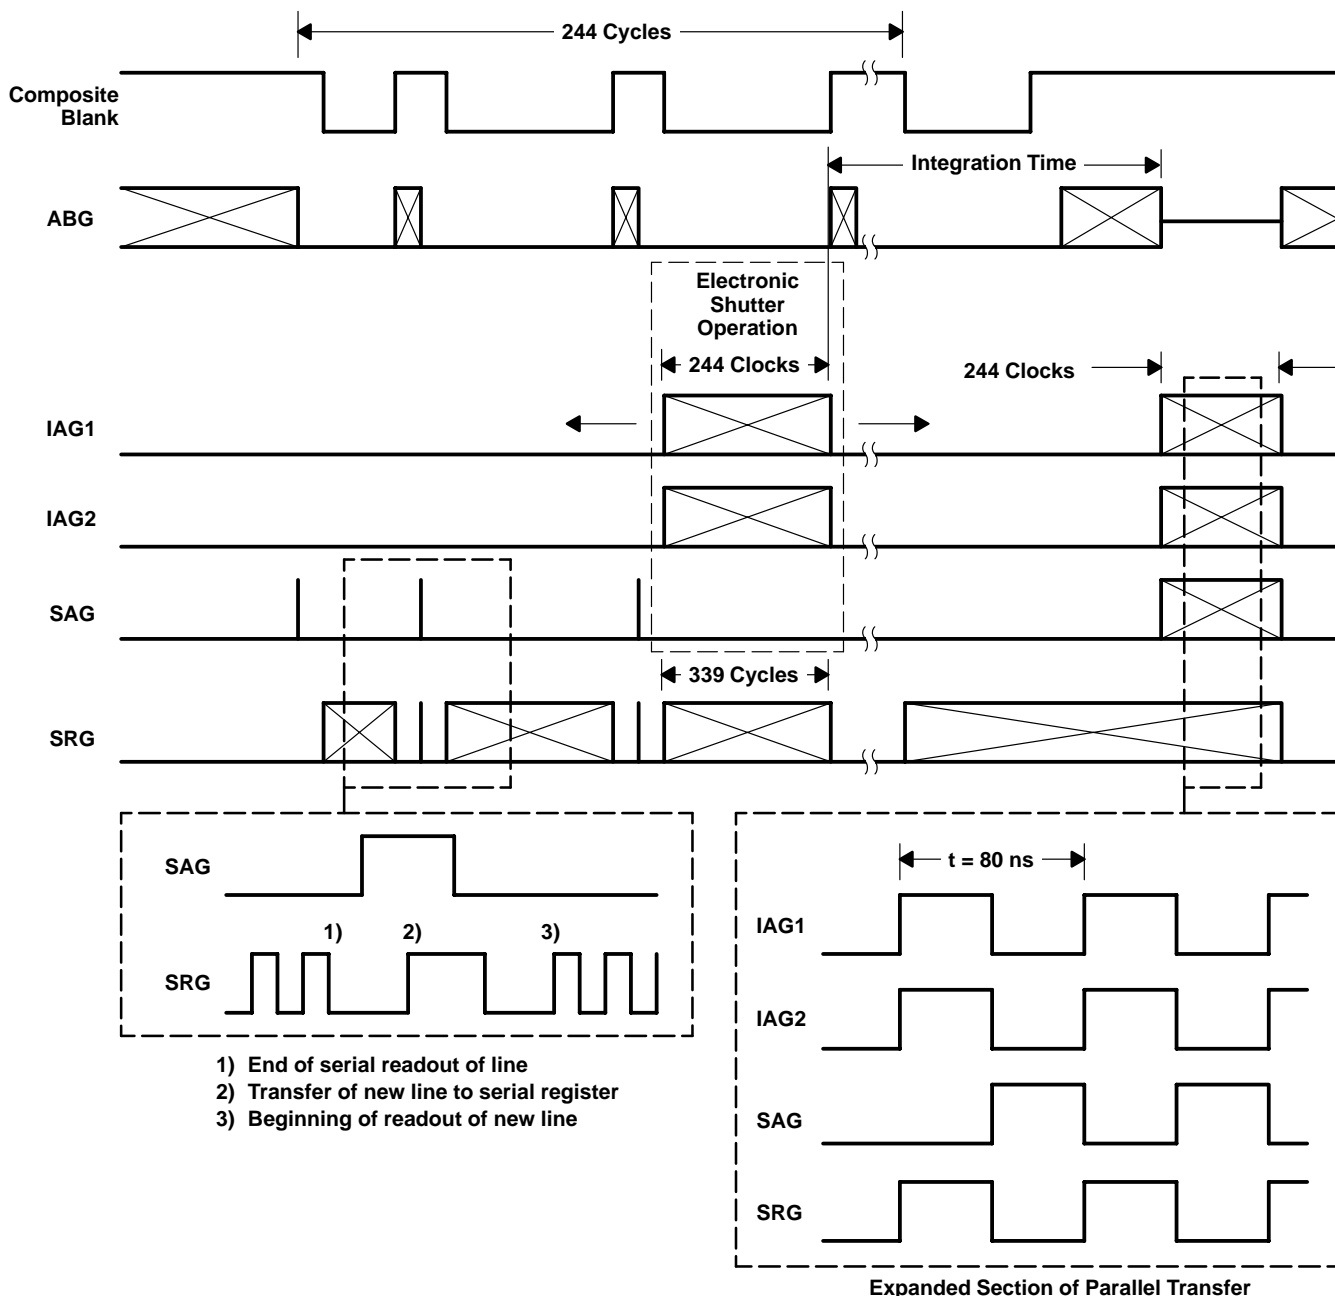 244 Cycles
Composite
Blank
Integration Time
ABG
Electronic
Shutter
Operation
244 Clocks
244 Clocks
IAG1
IAG2
SAG
339 Cycles
SRG
SAG
1)
2)
3)
SRG
1) End of serial readout of line
2) Transfer of new line to serial register
3) Beginning of readout of new line
t = 80 ns
IAG1
IAG2
SAG
SRG
Expanded Section of Parallel Transfer